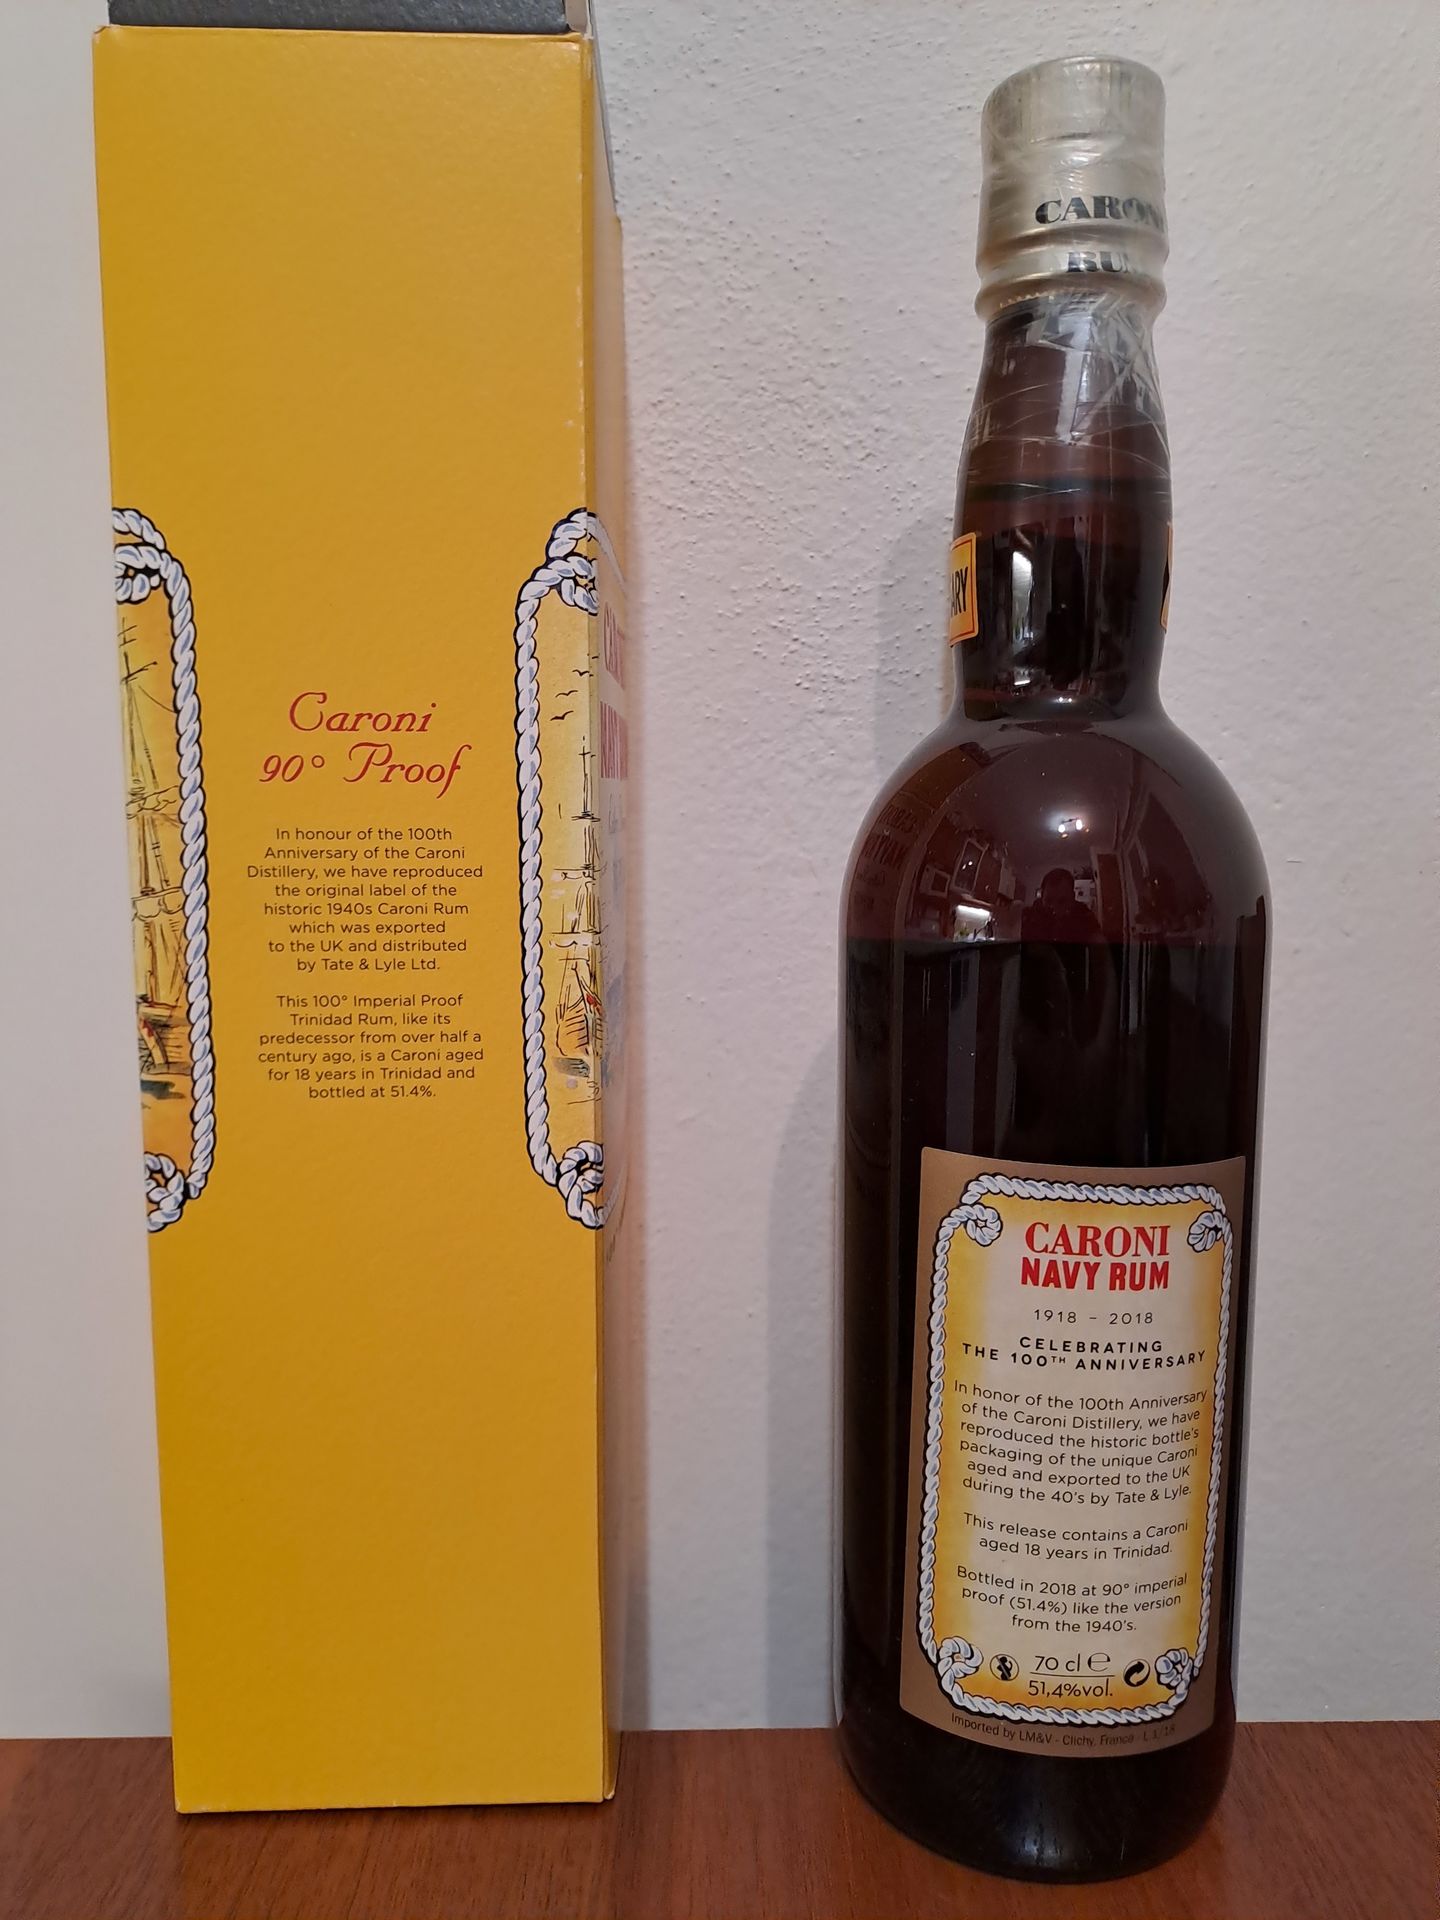 Caroni
90° Proof
In honour of the 100th
Anniversary of the Caroni
Distillery, we have reproduced
the original label of the
historic 1940s Caroni Rum
which was exported
to the UK and distributed
by Tate & Lyle Ltd.
This 100° Imperial Proof
Trinidad Rum, like its
predecessor from over half a
century ago, is a Caroni aged
for 18 years in Trinidad and
bottled at 51.4%.
CARONI
RUM
ARY
CARONI
NAVY RUM
1918 – 2018
CELEBRATING
THE 100TH ANNIVERSARY
In honor of the 100th Anniversary
of the Caroni Distillery, we have
reproduced the historic bottle's
packaging of the unique Caroni
aged and exported to the UK
during the 40's by Tate & Lyle.
This release contains a Caroni
aged 18 years in Trinidad.
Bottled in 2018 at 90° imperial
proof (51.4%) like the version
from the 1940's.
70 cl e
51,4%vol.
Imported by LM&V - Clichy, France - L 1/18